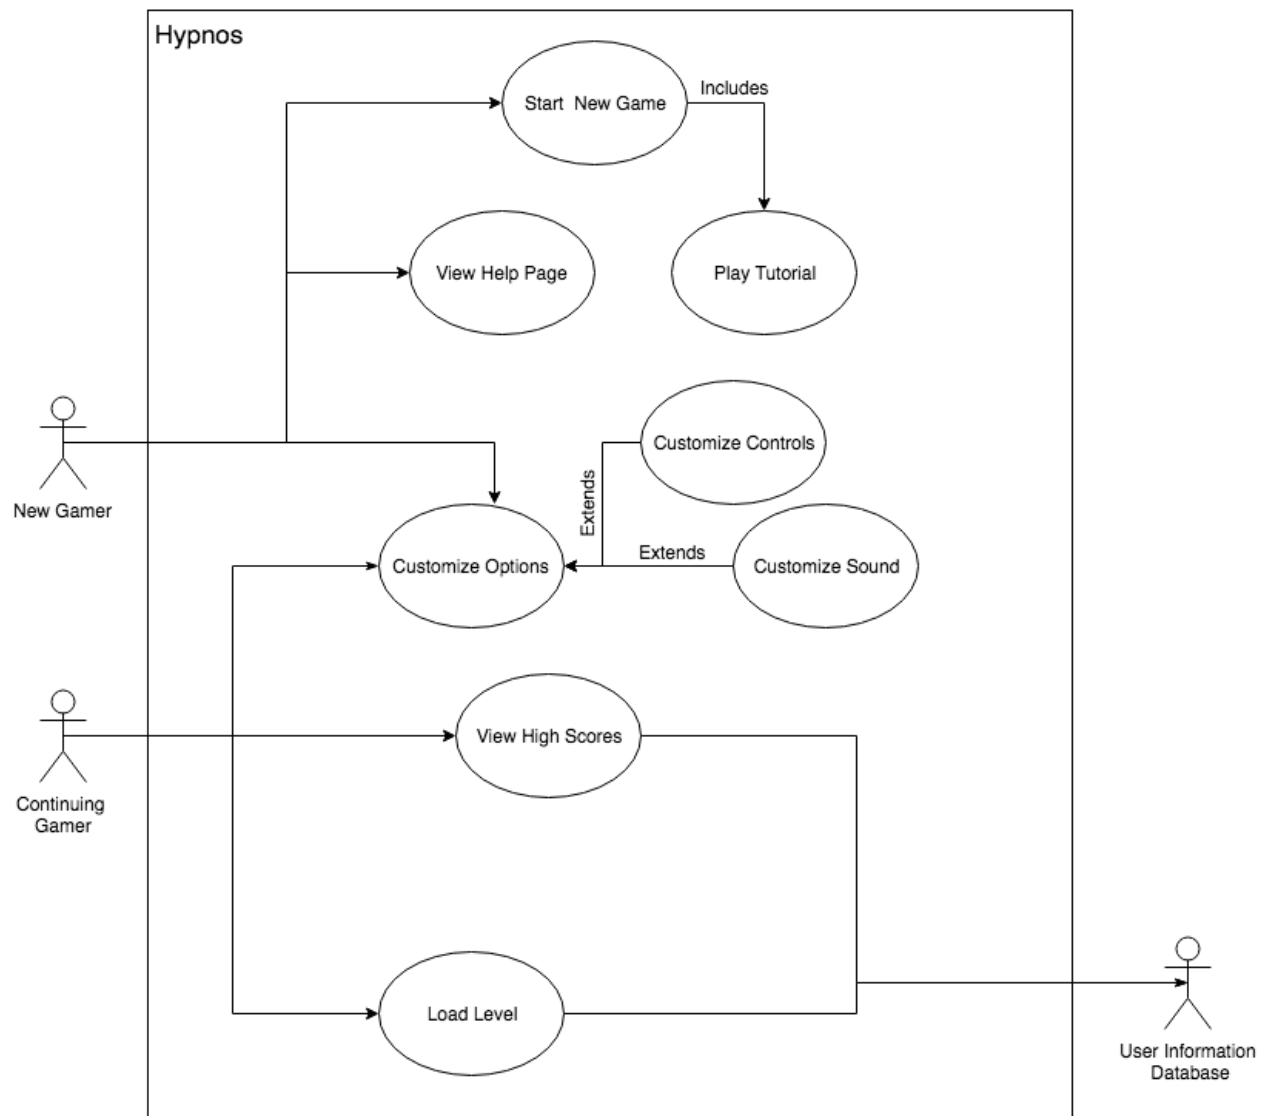 Hypnos
Start  New Game
Includes
View Help Page
Play Tutorial
New Gamer
Customize Controls
Extends
Extends
Customize Options
Customize Sound
View High Scores
Continuing
Gamer
Load Level
User Information
Database